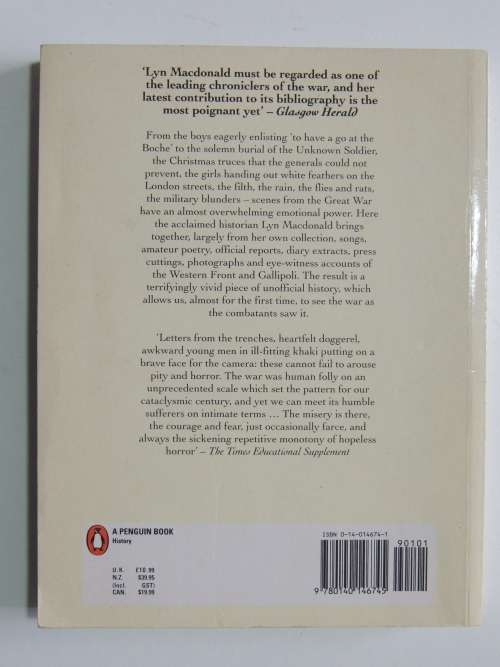 ‘Lyn Macdonald must be regarded as one of
the leading chroniclers of the war, and her
latest contribution to its bibliography is the
most poignant yet’ – Glasgow Herald
From the boys eagerly enlisting ‘to have a go at the
Boche’ to the solemn burial of the Unknown Soldier,
the Christmas truces that the generals could not
prevent, the girls handing out white feathers on the
London streets, the filth, the rain, the flies and rats,
the military blunders – scenes from the Great War
have an almost overwhelming emotional power. Here
the acclaimed historian Lyn Macdonald brings
together, largely from her own collection, songs,
amateur poetry, official reports, diary extracts, press
cuttings, photographs and eye-witness accounts of
the Western Front and Gallipoli. The result is a
terrifyingly vivid piece of unofficial history, which
allows us, almost for the first time, to see the war as
the combatants saw it.
‘Letters from the trenches, heartfelt doggerel,
awkward young men in ill-fitting khaki putting on a
brave face for the camera: these cannot fail to arouse
pity and horror. The war was human folly on an
unprecedented scale which set the pattern for our
cataclysmic century, and yet we can meet its humble
sufferers on intimate terms … The misery is there,
the courage and fear, just occasionally farce, and
always the sickening repetitive monotony of hopeless
horror’ – The Times Educational Supplement
A PENGUIN BOOK
History
U.K. £10.99
N.Z. $39.95
(incl. GST)
CAN. $19.99
ISBN 0-14-014674-1
90101
9 780140 146745